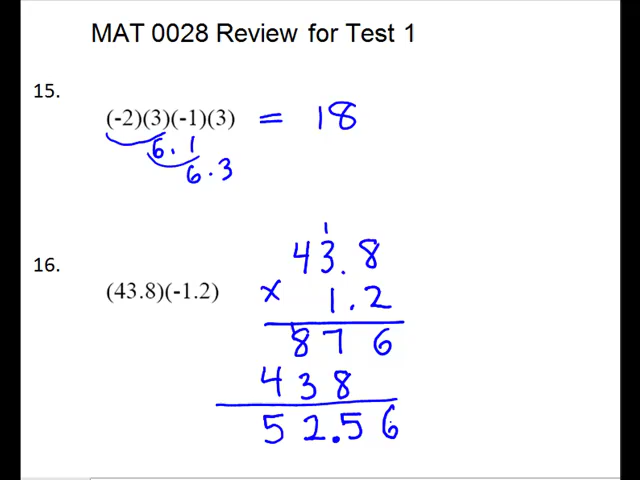 MAT 0028 Review for Test 1
15.
(-2)(3)(-1)(3) = 18
6 · 1
6 · 3
16.
(43.8)(-1.2)
1
43.8
x 1.2
876
438
52.56